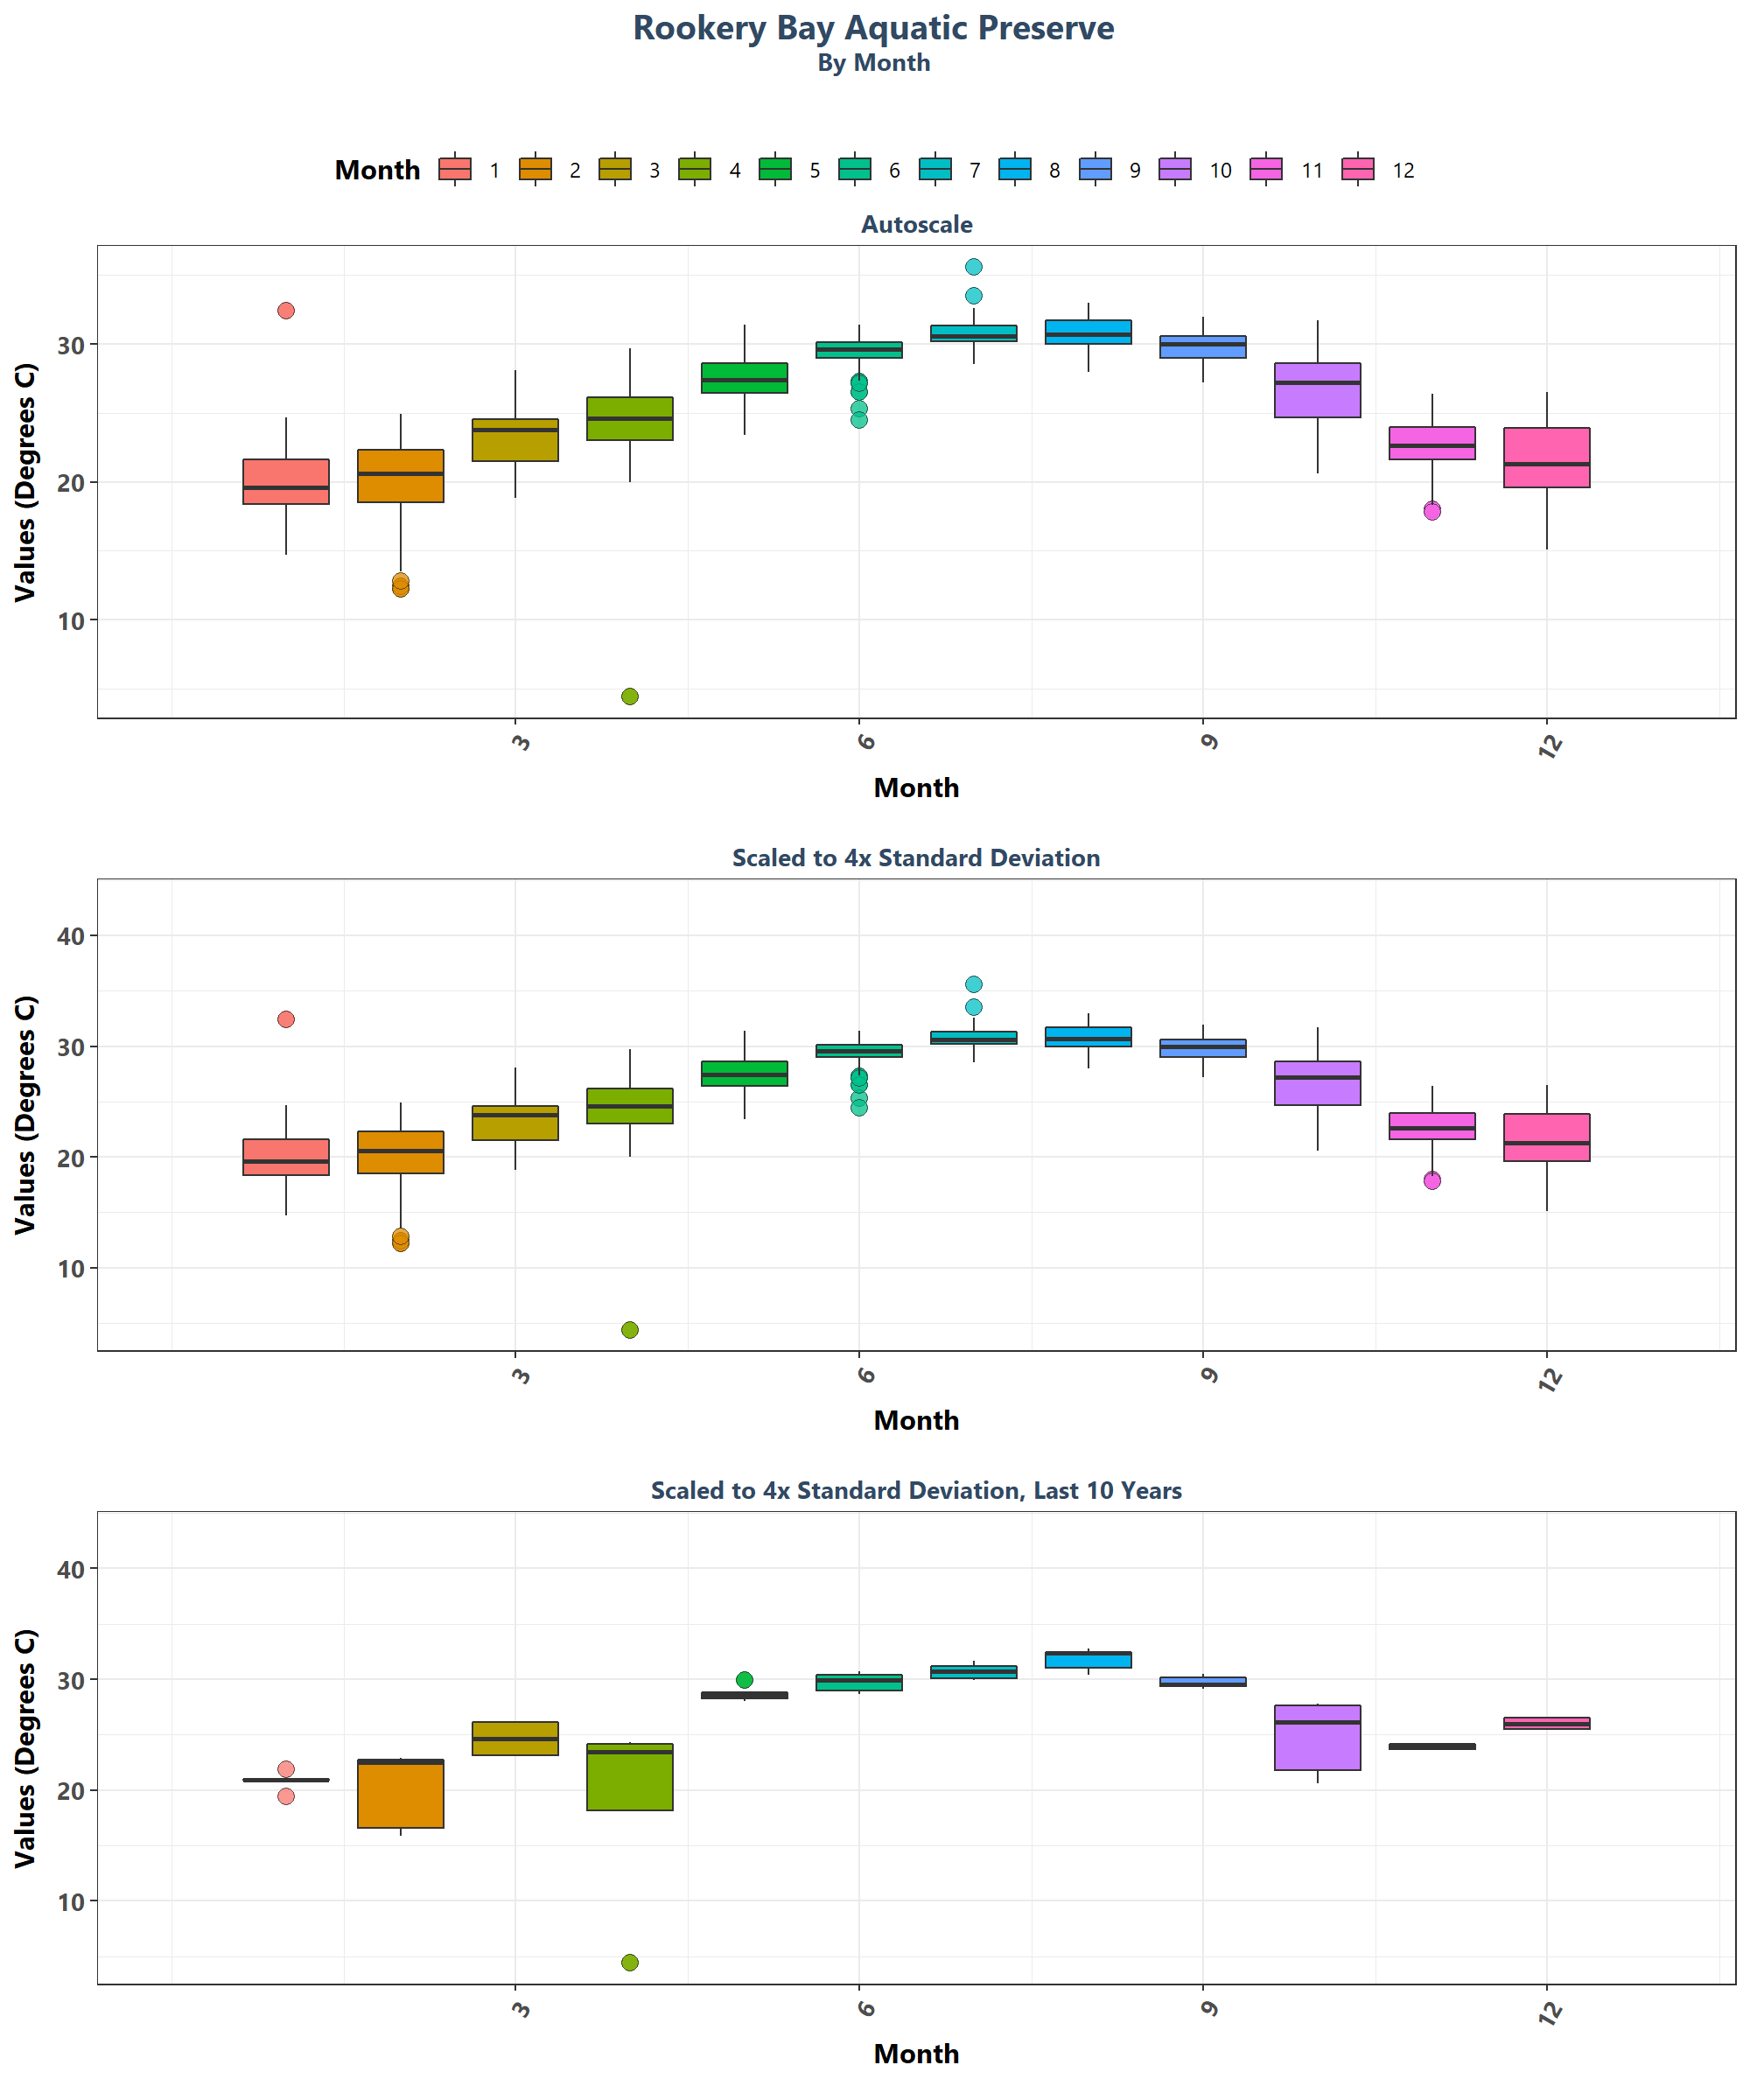 Rookery Bay Aquatic Preserve
By Month
Month 1 2 3 4 5 6 7 8 9 10 11 12
Autoscale
Values (Degrees C)
30
20
10
3 6 9 12
Month
Scaled to 4x Standard Deviation
Values (Degrees C)
40
30
20
10
3 6 9 12
Month
Scaled to 4x Standard Deviation, Last 10 Years
Values (Degrees C)
40
30
20
10
3 6 9 12
Month